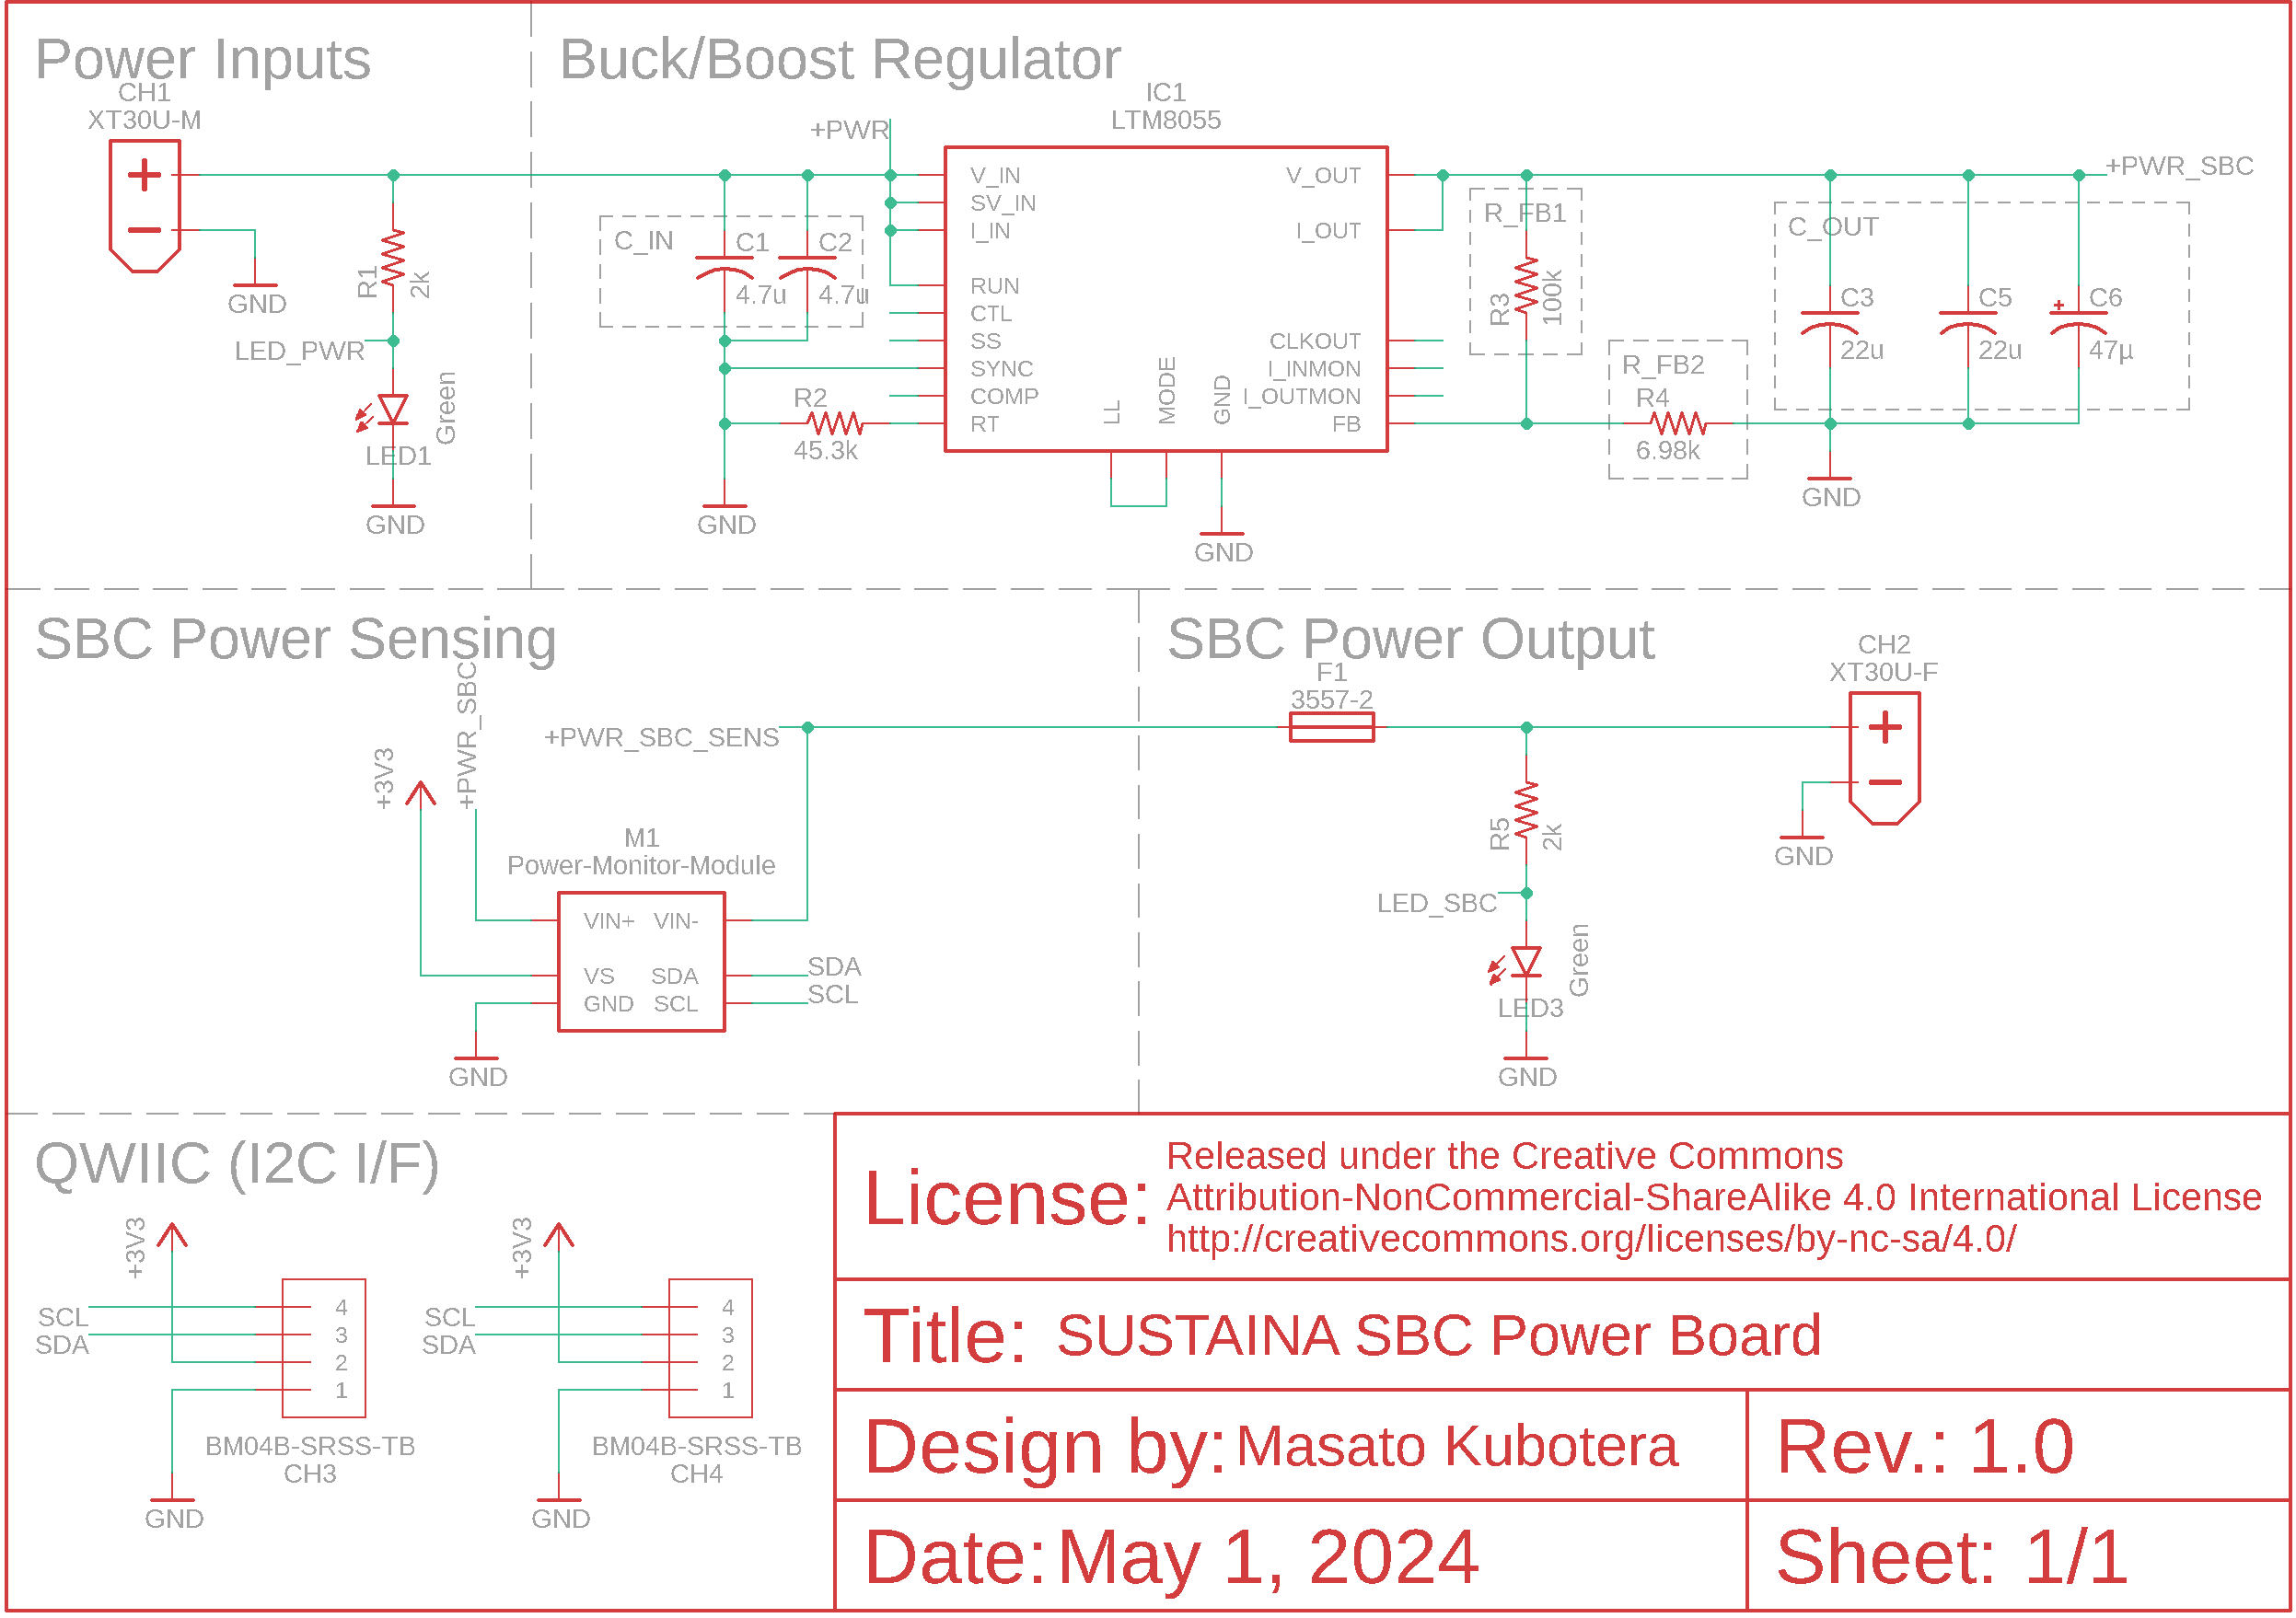 Power Inputs
CH1
XT30U-M
GND
R1
2k
LED_PWR
Green
LED1
GND
Buck/Boost Regulator
+PWR
IC1
LTM8055
C_IN
C1
4.7u
C2
4.7u
R2
45.3k
GND
V_IN
SV_IN
I_IN
RUN
CTL
SS
SYNC
COMP
RT
LL
MODE
GND
V_OUT
I_OUT
CLKOUT
I_INMON
I_OUTMON
FB
GND
R_FB1
R3
100k
R_FB2
R4
6.98k
+PWR_SBC
C_OUT
C3
22u
C5
22u
C6
47µ
GND
SBC Power Sensing
+3V3
+PWR_SBC
+PWR_SBC_SENS
M1
Power-Monitor-Module
VIN+ VIN-
VS SDA
GND SCL
SDA
SCL
GND
SBC Power Output
F1
3557-2
CH2
XT30U-F
GND
R5
2k
LED_SBC
Green
LED3
GND
QWIIC (I2C I/F)
+3V3
SCL
SDA
4
3
2
1
BM04B-SRSS-TB
CH3
GND
+3V3
SCL
SDA
4
3
2
1
BM04B-SRSS-TB
CH4
GND
License:
Released under the Creative Commons
Attribution-NonCommercial-ShareAlike 4.0 International License
http://creativecommons.org/licenses/by-nc-sa/4.0/
Title: SUSTAINA SBC Power Board
Design by: Masato Kubotera
Rev.: 1.0
Date: May 1, 2024
Sheet: 1/1